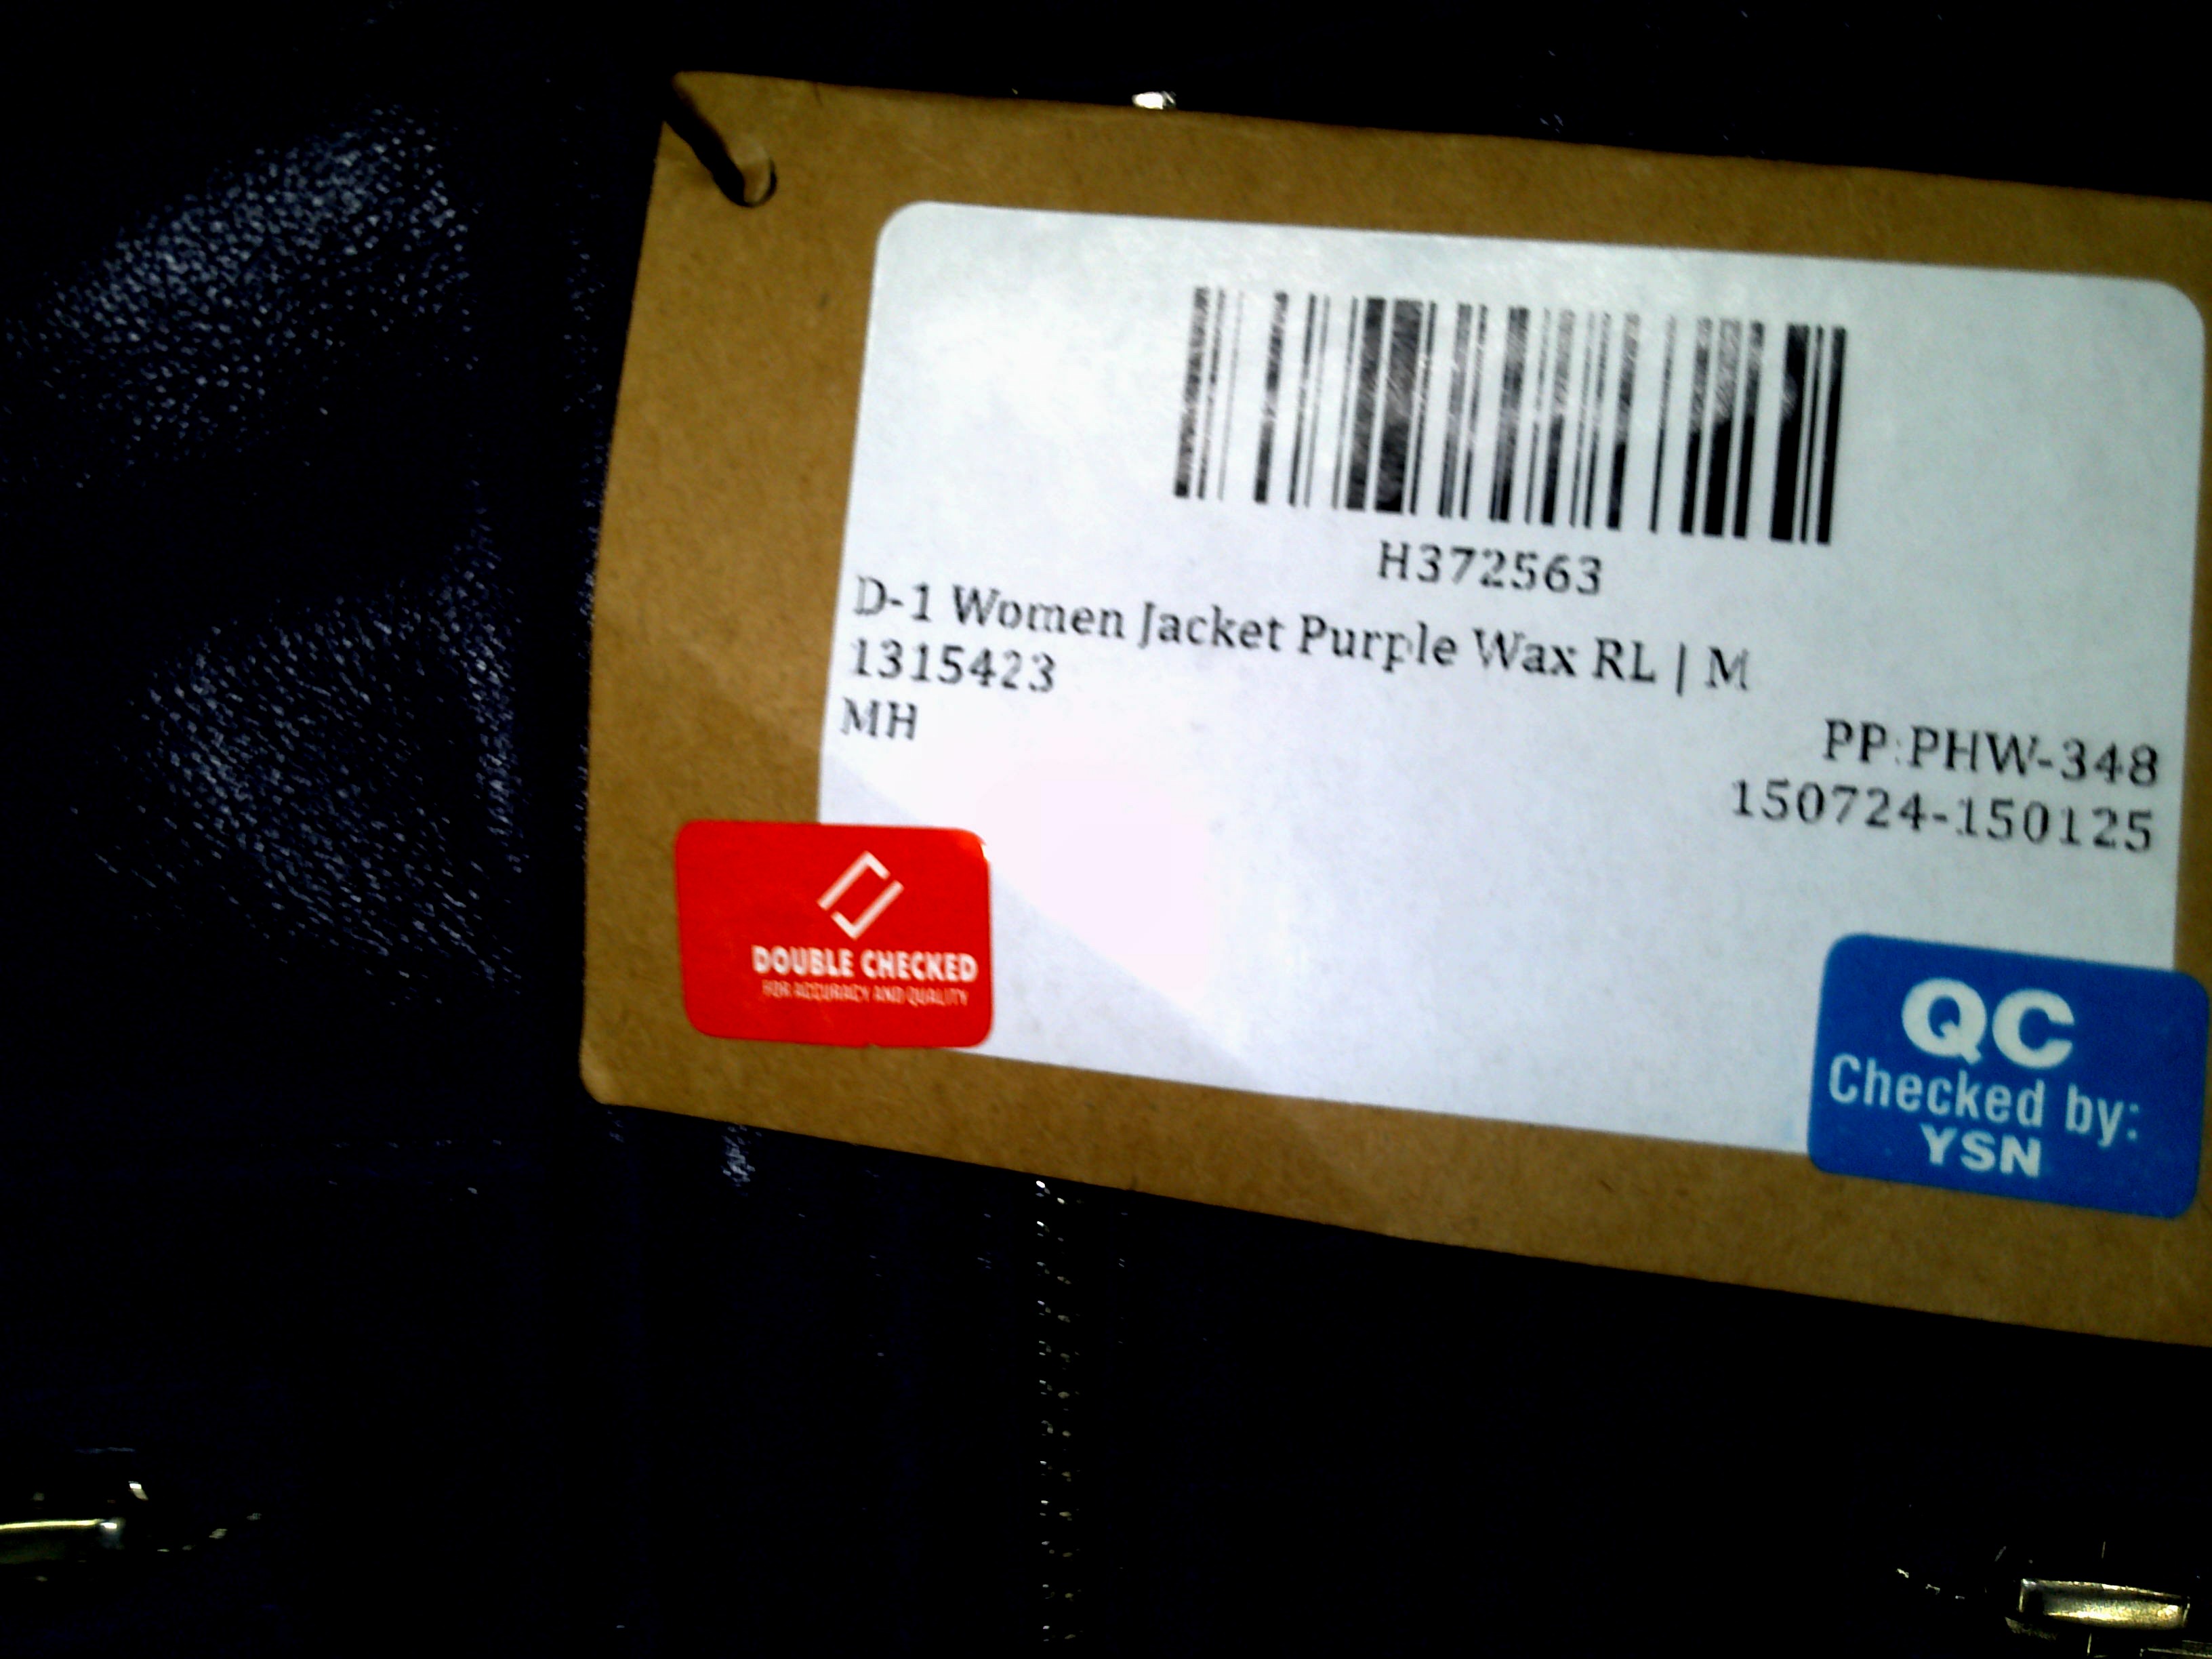 H372563
D-1 Women Jacket Purple Wax RL | M
1315423
MH
PP:PHW-348
150724-150125
DOUBLE CHECKED
FOR ACCURACY AND QUALITY
QC
Checked by:
YSN